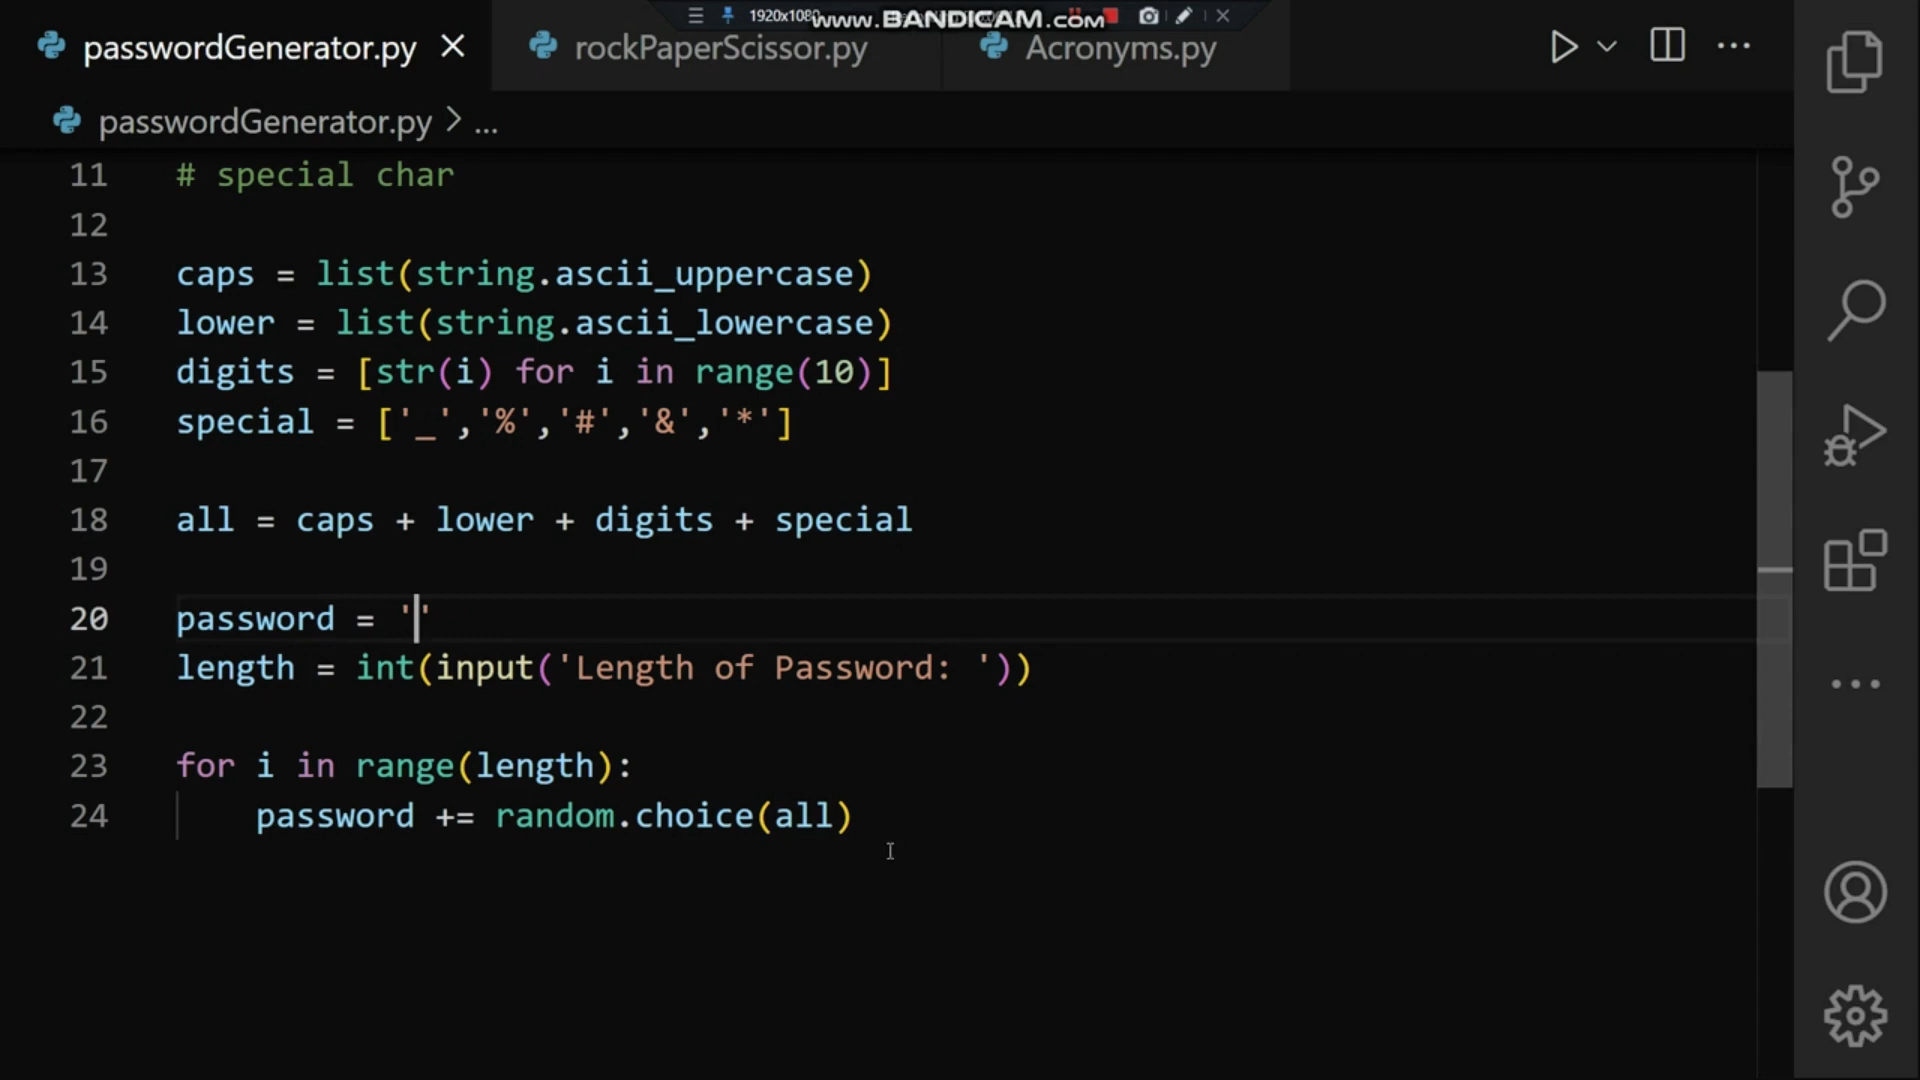 1920x1080
www.BANDICAM.com
passwordGenerator.py
rockPaperScissor.py
Acronyms.py
passwordGenerator.py > ...
11 # special char
12
13 caps = list(string.ascii_uppercase)
14 lower = list(string.ascii_lowercase)
15 digits = [str(i) for i in range(10)]
16 special = ['_','%','#','&','*']
17
18 all = caps + lower + digits + special
19
20 password = ''
21 length = int(input('Length of Password: '))
22
23 for i in range(length):
24 password += random.choice(all)